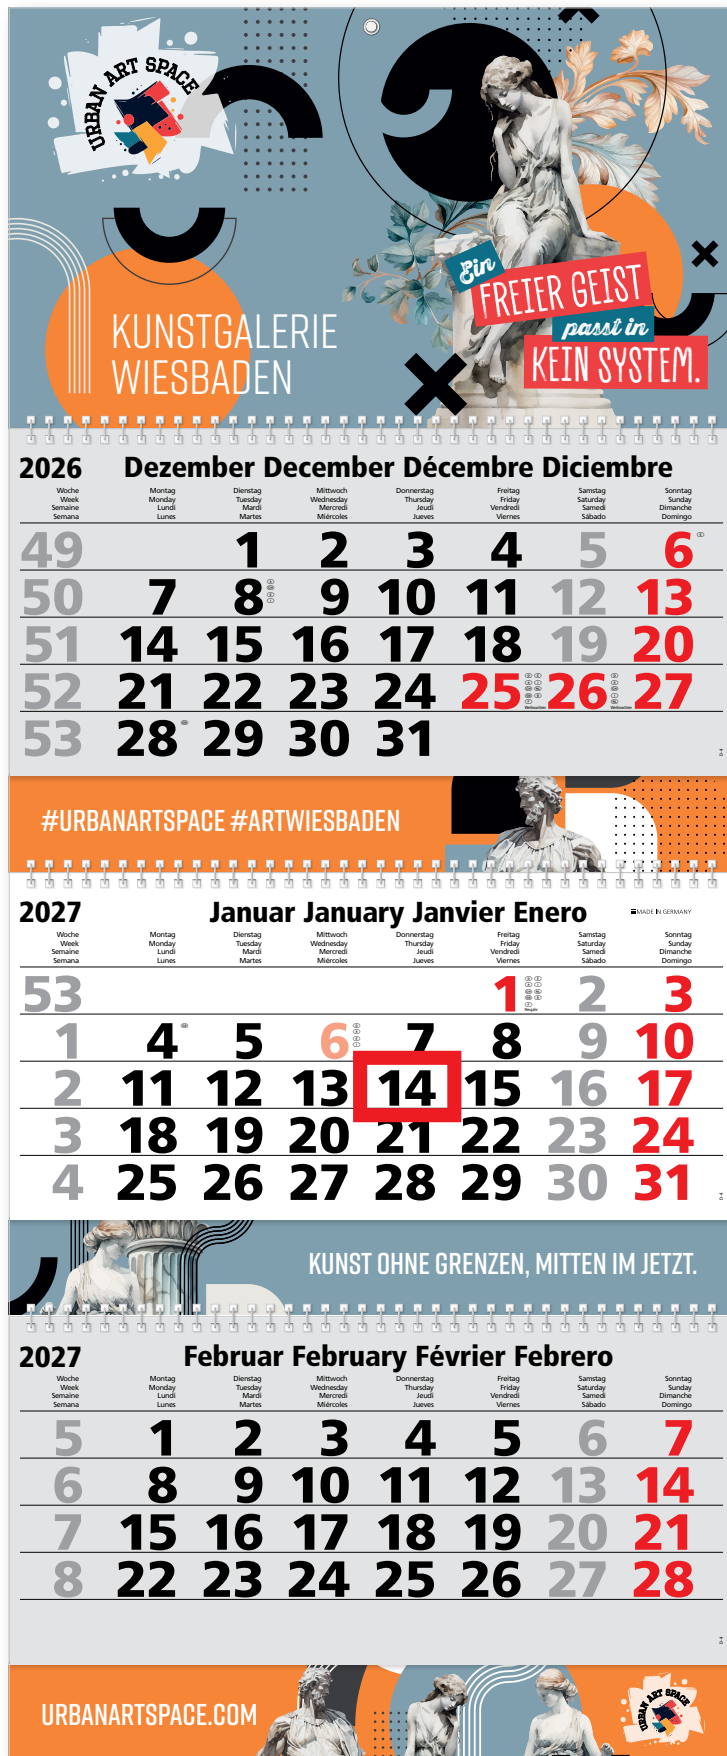 URBAN ART SPACE
Ein
FREIER GEIST
passt in
KEIN SYSTEM.
KUNSTGALERIE
WIESBADEN
2026 Dezember December Décembre Diciembre
Woche Montag Dienstag Mittwoch Donnerstag Freitag Samstag Sonntag
Week Monday Tuesday Wednesday Thursday Friday Saturday Sunday
Semaine Lundi Mardi Mercredi Jeudi Vendredi Samedi Dimanche
Semana Lunes Martes Miércoles Jueves Viernes Sábado Domingo
49 1 2 3 4 5 6
50 7 8 9 10 11 12 13
51 14 15 16 17 18 19 20
52 21 22 23 24 25 26 27
Weihnachten Weihnachten
53 28 29 30 31
D-4
#URBANARTSPACE #ARTWIESBADEN
2027 Januar January Janvier Enero MADE IN GERMANY
Woche Montag Dienstag Mittwoch Donnerstag Freitag Samstag Sonntag
Week Monday Tuesday Wednesday Thursday Friday Saturday Sunday
Semaine Lundi Mardi Mercredi Jeudi Vendredi Samedi Dimanche
Semana Lunes Martes Miércoles Jueves Viernes Sábado Domingo
53 1 2 3
Neujahr
1 4 5 6 7 8 9 10
2 11 12 13 14 15 16 17
3 18 19 20 21 22 23 24
4 25 26 27 28 29 30 31
D-4
KUNST OHNE GRENZEN, MITTEN IM JETZT.
2027 Februar February Février Febrero
Woche Montag Dienstag Mittwoch Donnerstag Freitag Samstag Sonntag
Week Monday Tuesday Wednesday Thursday Friday Saturday Sunday
Semaine Lundi Mardi Mercredi Jeudi Vendredi Samedi Dimanche
Semana Lunes Martes Miércoles Jueves Viernes Sábado Domingo
5 1 2 3 4 5 6 7
6 8 9 10 11 12 13 14
7 15 16 17 18 19 20 21
8 22 23 24 25 26 27 28
D-4
URBANARTSPACE.COM
URBAN ART SPACE